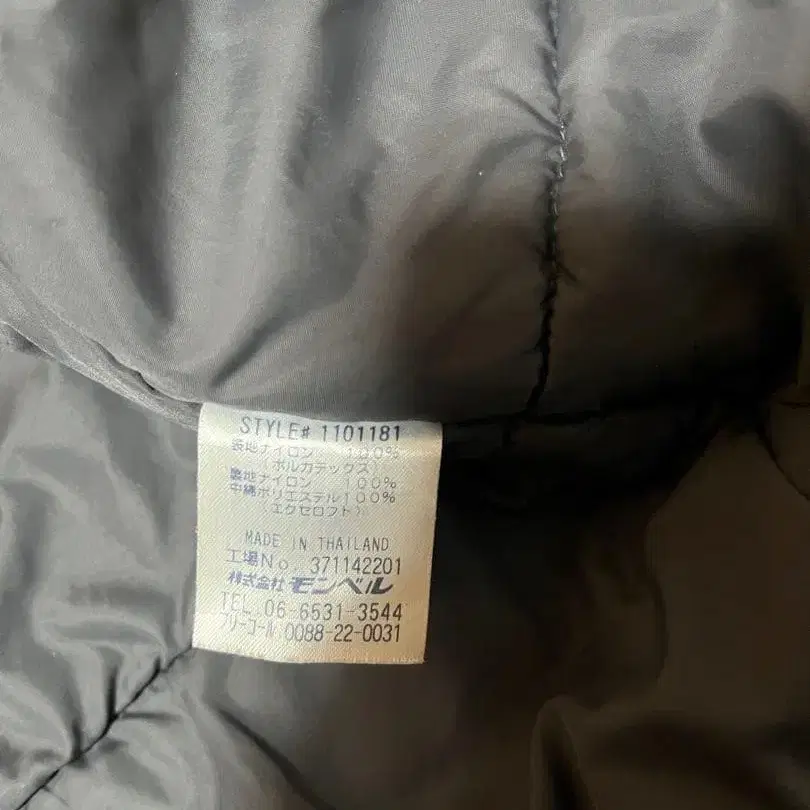 STYLE# 1101181
表地ナイロン 100%
(ポルカテックス)
裏地ナイロン 100%
中綿ポリエステル100%
(エクセロフト)
MADE IN THAILAND
工場No. 371142201
株式会社 モンベル
TEL 06-6531-3544
フリーコール 0088-22-0031